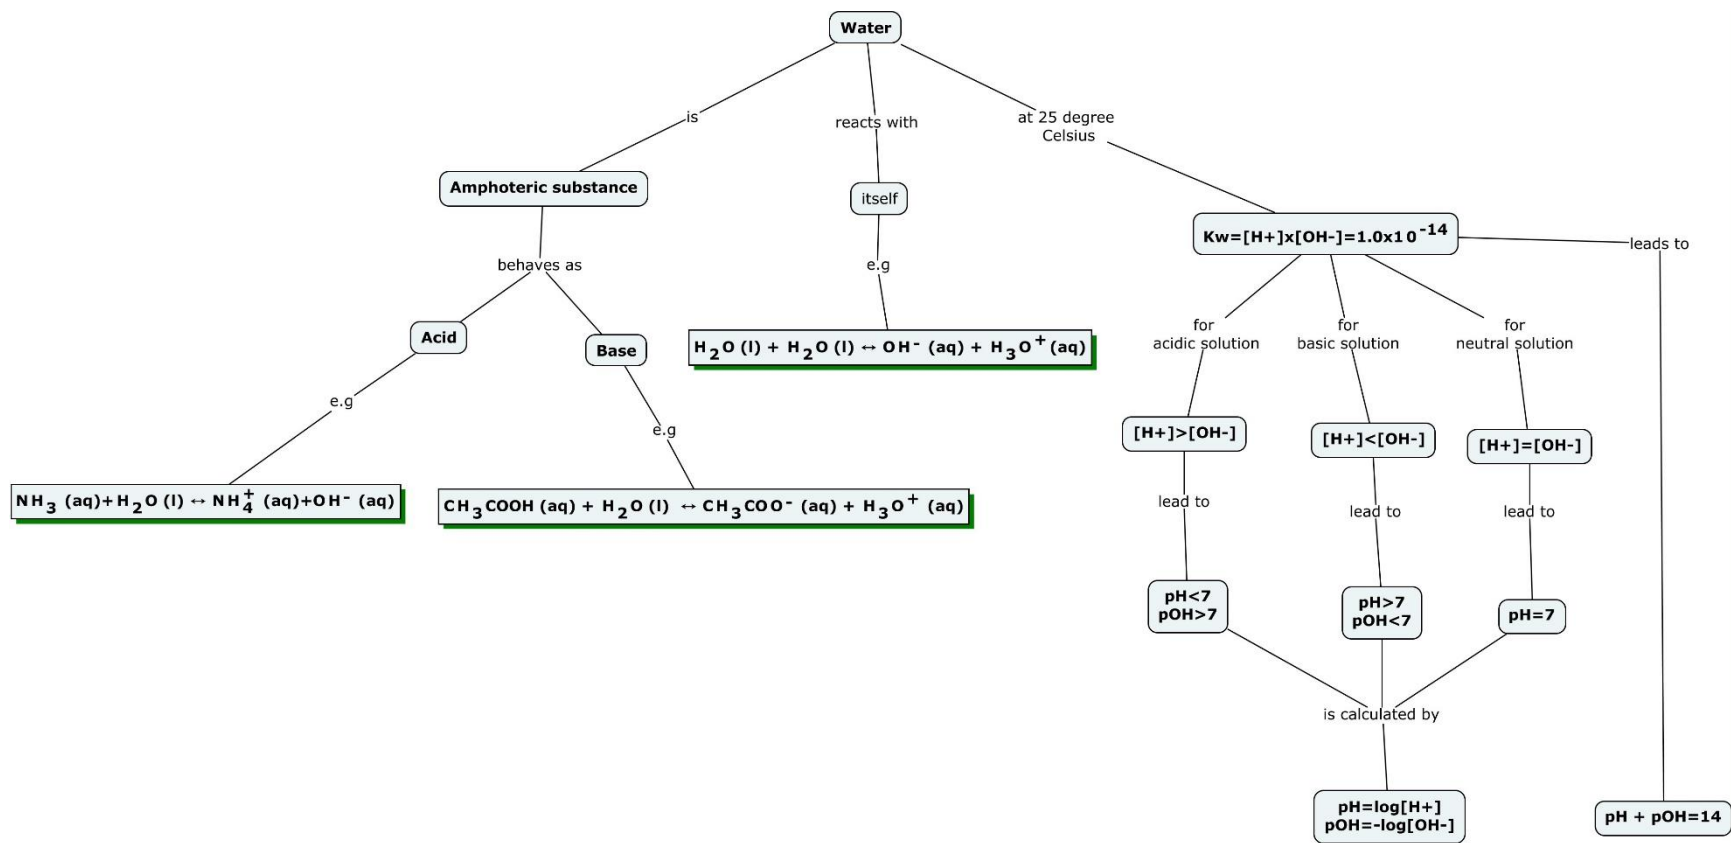 Water
is
reacts with
at 25 degree
Celsius
Amphoteric substance
itself
Kw=[H+]x[OH-]=1.0x10⁻¹⁴
leads to
behaves as
e.g
Acid
Base
H₂O (l) + H₂O (l) ↔ OH⁻ (aq) + H₃O⁺ (aq)
for
acidic solution
for
basic solution
for
neutral solution
e.g
e.g
[H+]>[OH-]
[H+]<[OH-]
[H+]=[OH-]
NH₃ (aq)+H₂O (l) ↔ NH₄⁺ (aq)+OH⁻ (aq)
CH₃COOH (aq) + H₂O (l) ↔ CH₃COO⁻ (aq) + H₃O⁺ (aq)
lead to
lead to
lead to
pH<7
pOH>7
pH>7
pOH<7
pH=7
is calculated by
pH=log[H+]
pOH=-log[OH-]
pH + pOH=14